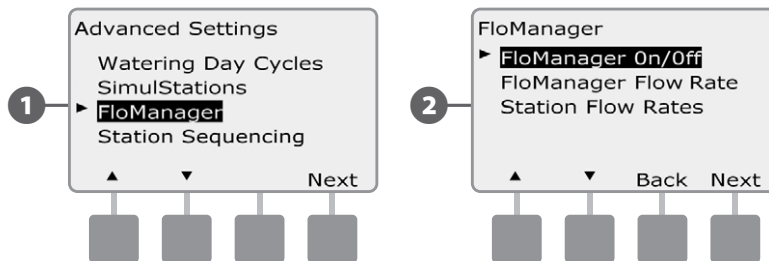 1
Advanced Settings
Watering Day Cycles
SimulStations
► FloManager
Station Sequencing
▲ ▼ Next
2
FloManager
► FloManager On/Off
FloManager Flow Rate
Station Flow Rates
▲ ▼ Back Next